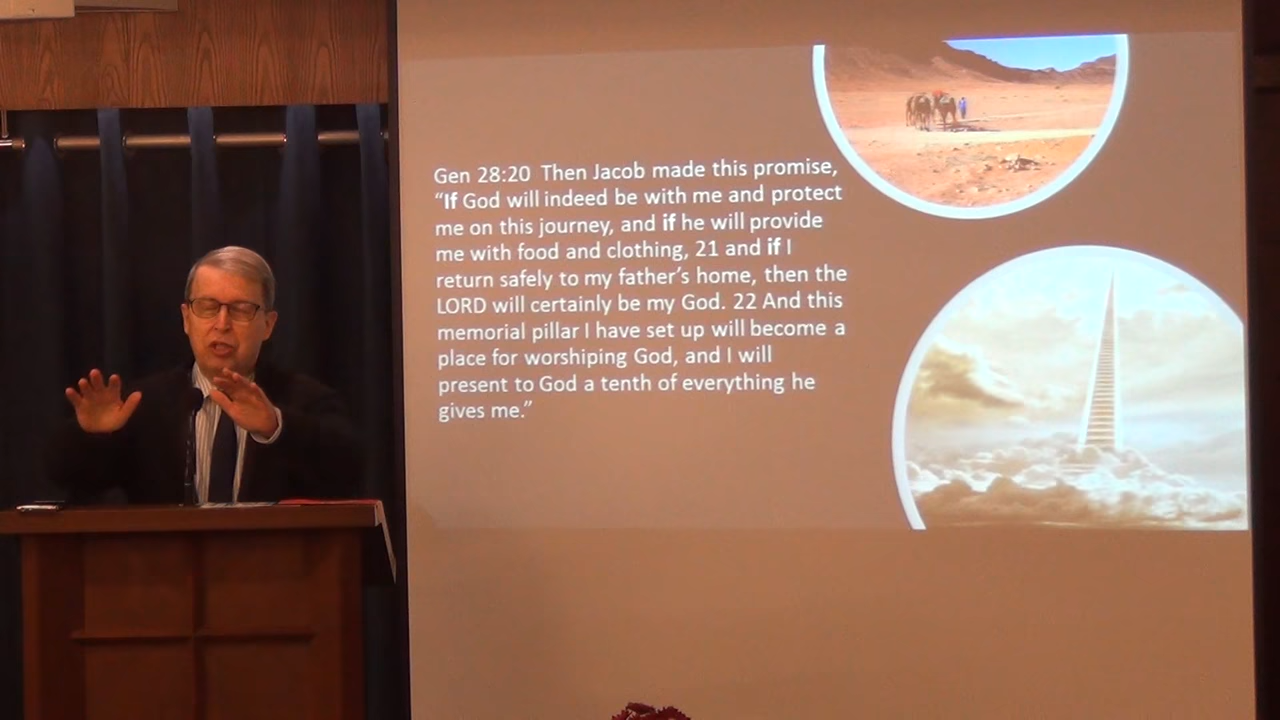 Gen 28:20 Then Jacob made this promise,
“If God will indeed be with me and protect
me on this journey, and if he will provide
me with food and clothing, 21 and if I
return safely to my father’s home, then the
LORD will certainly be my God. 22 And this
memorial pillar I have set up will become a
place for worshiping God, and I will
present to God a tenth of everything he
gives me.”